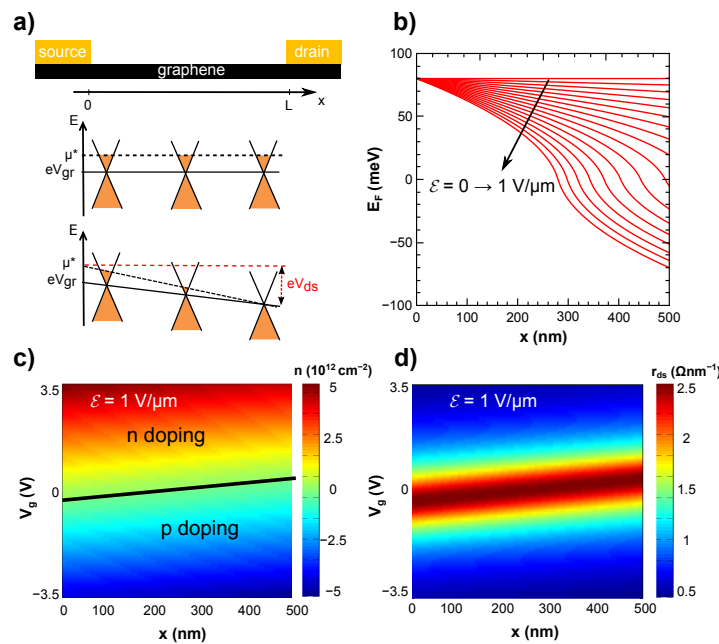 a)
source
drain
graphene
0
L
x
E
μ*
eVgr
E
μ*
eVgr
eVds
b)
100
50
0
−50
−100
EF (meV)
ℰ = 0 → 1 V/μm
0
100
200
300
400
500
x (nm)
c)
n (10¹² cm⁻²)
3.5
0
−3.5
Vg (V)
ℰ = 1 V/μm
n doping
p doping
0
100
200
300
400
500
x (nm)
5
2.5
0
−2.5
−5
d)
rds (Ωnm⁻¹)
3.5
0
−3.5
Vg (V)
ℰ = 1 V/μm
0
100
200
300
400
500
x (nm)
2.5
2
1.5
1
0.5